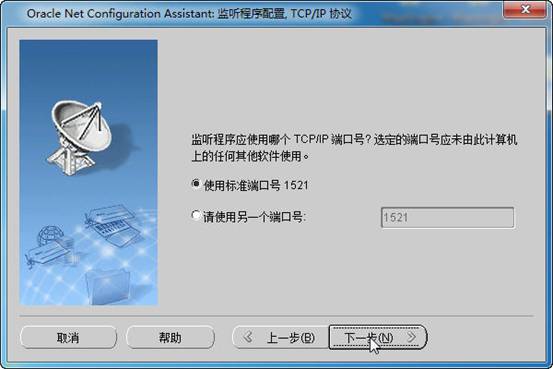 Oracle Net Configuration Assistant: 监听程序配置, TCP/IP 协议
监听程序应使用哪个 TCP/IP 端口号? 选定的端口号应未由此计算机
上的任何其他软件使用。
使用标准端口号 1521
请使用另一个端口号:
1521
取消
帮助
上一步(B)
下一步(N)